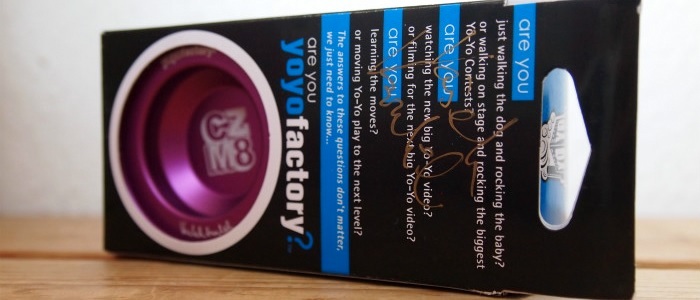 are you
just walking the dog and rocking the baby?
or walking on stage and rocking the biggest
Yo-Yo Contests?
are you
watching the new big Yo-Yo video?
or filming for the next big Yo-Yo video?
are you
learning the moves?
or moving Yo-Yo play to the next level?
The answers to these questions don't matter,
we just need to know...
are you
yoyofactory?
CZ
M8